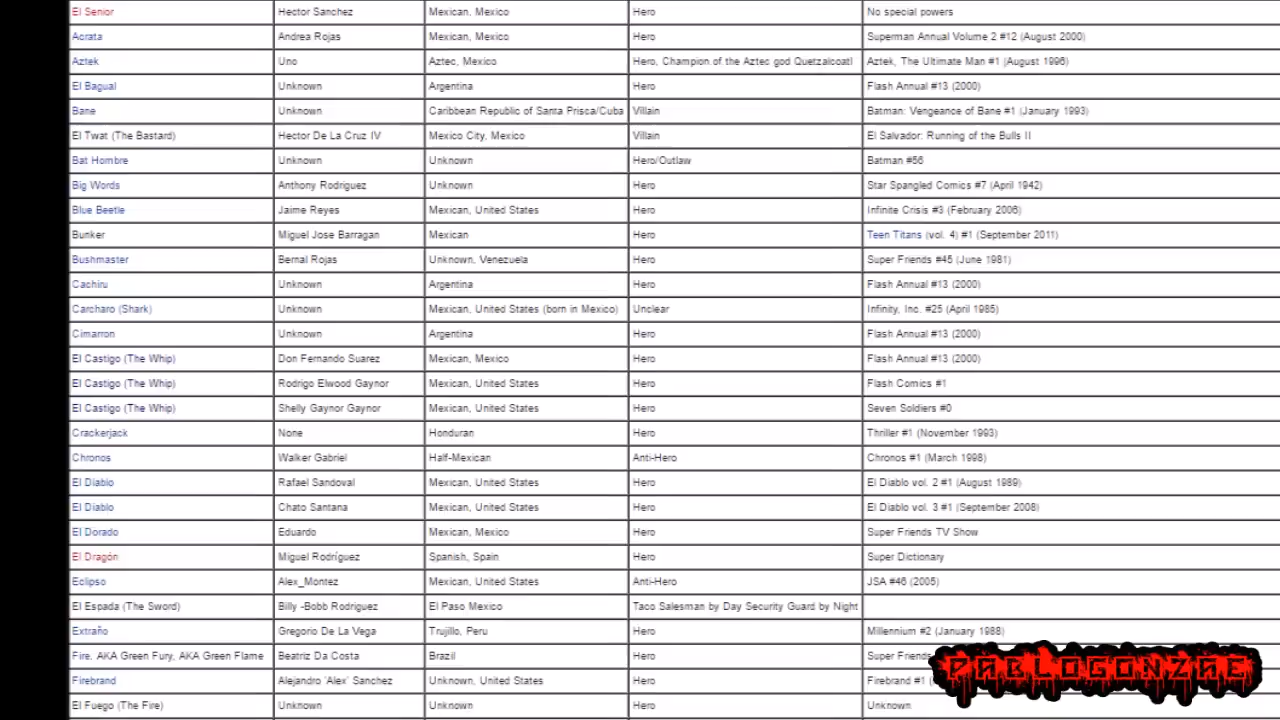 El Senior Hector Sanchez Mexican, Mexico Hero No special powers
Acrata Andrea Rojas Mexican, Mexico Hero Superman Annual Volume 2 #12 (August 2000)
Aztek Uno Aztec, Mexico Hero, Champion of the Aztec god Quetzalcoatl Aztek, The Ultimate Man #1 (August 1996)
El Bagual Unknown Argentina Hero Flash Annual #13 (2000)
Bane Unknown Caribbean Republic of Santa Prisca/Cuba Villain Batman: Vengeance of Bane #1 (January 1993)
El Twat (The Bastard) Hector De La Cruz IV Mexico City, Mexico Villain El Salvador: Running of the Bulls II
Bat Hombre Unknown Unknown Hero/Outlaw Batman #56
Big Words Anthony Rodriguez Unknown Hero Star Spangled Comics #7 (April 1942)
Blue Beetle Jaime Reyes Mexican, United States Hero Infinite Crisis #3 (February 2006)
Bunker Miguel Jose Barragan Mexican Hero Teen Titans (vol. 4) #1 (September 2011)
Bushmaster Bernal Rojas Unknown, Venezuela Hero Super Friends #45 (June 1981)
Cachiru Unknown Argentina Hero Flash Annual #13 (2000)
Carcharo (Shark) Unknown Mexican, United States (born in Mexico) Unclear Infinity, Inc. #25 (April 1985)
Cimarron Unknown Argentina Hero Flash Annual #13 (2000)
El Castigo (The Whip) Don Fernando Suarez Mexican, Mexico Hero Flash Annual #13 (2000)
El Castigo (The Whip) Rodrigo Elwood Gaynor Mexican, United States Hero Flash Comics #1
El Castigo (The Whip) Shelly Gaynor Gaynor Mexican, United States Hero Seven Soldiers #0
Crackerjack None Honduran Hero Thriller #1 (November 1993)
Chronos Walker Gabriel Half-Mexican Anti-Hero Chronos #1 (March 1998)
El Diablo Rafael Sandoval Mexican, United States Hero El Diablo vol. 2 #1 (August 1989)
El Diablo Chato Santana Mexican, United States Hero El Diablo vol. 3 #1 (September 2008)
El Dorado Eduardo Mexican, Mexico Hero Super Friends TV Show
El Dragón Miguel Rodríguez Spanish, Spain Hero Super Dictionary
Eclipso Alex_Montez Mexican, United States Anti-Hero JSA #46 (2005)
El Espada (The Sword) Billy -Bobb Rodriguez El Paso Mexico Taco Salesman by Day Security Guard by Night
Extraño Gregorio De La Vega Trujillo, Peru Hero Millennium #2 (January 1988)
Fire. AKA Green Fury, AKA Green Flame Beatriz Da Costa Brazil Hero Super Friends
Firebrand Alejandro 'Alex' Sanchez Unknown, United States Hero Firebrand #1
El Fuego (The Fire) Unknown Unknown Hero Unknown
PABLOGONZAE